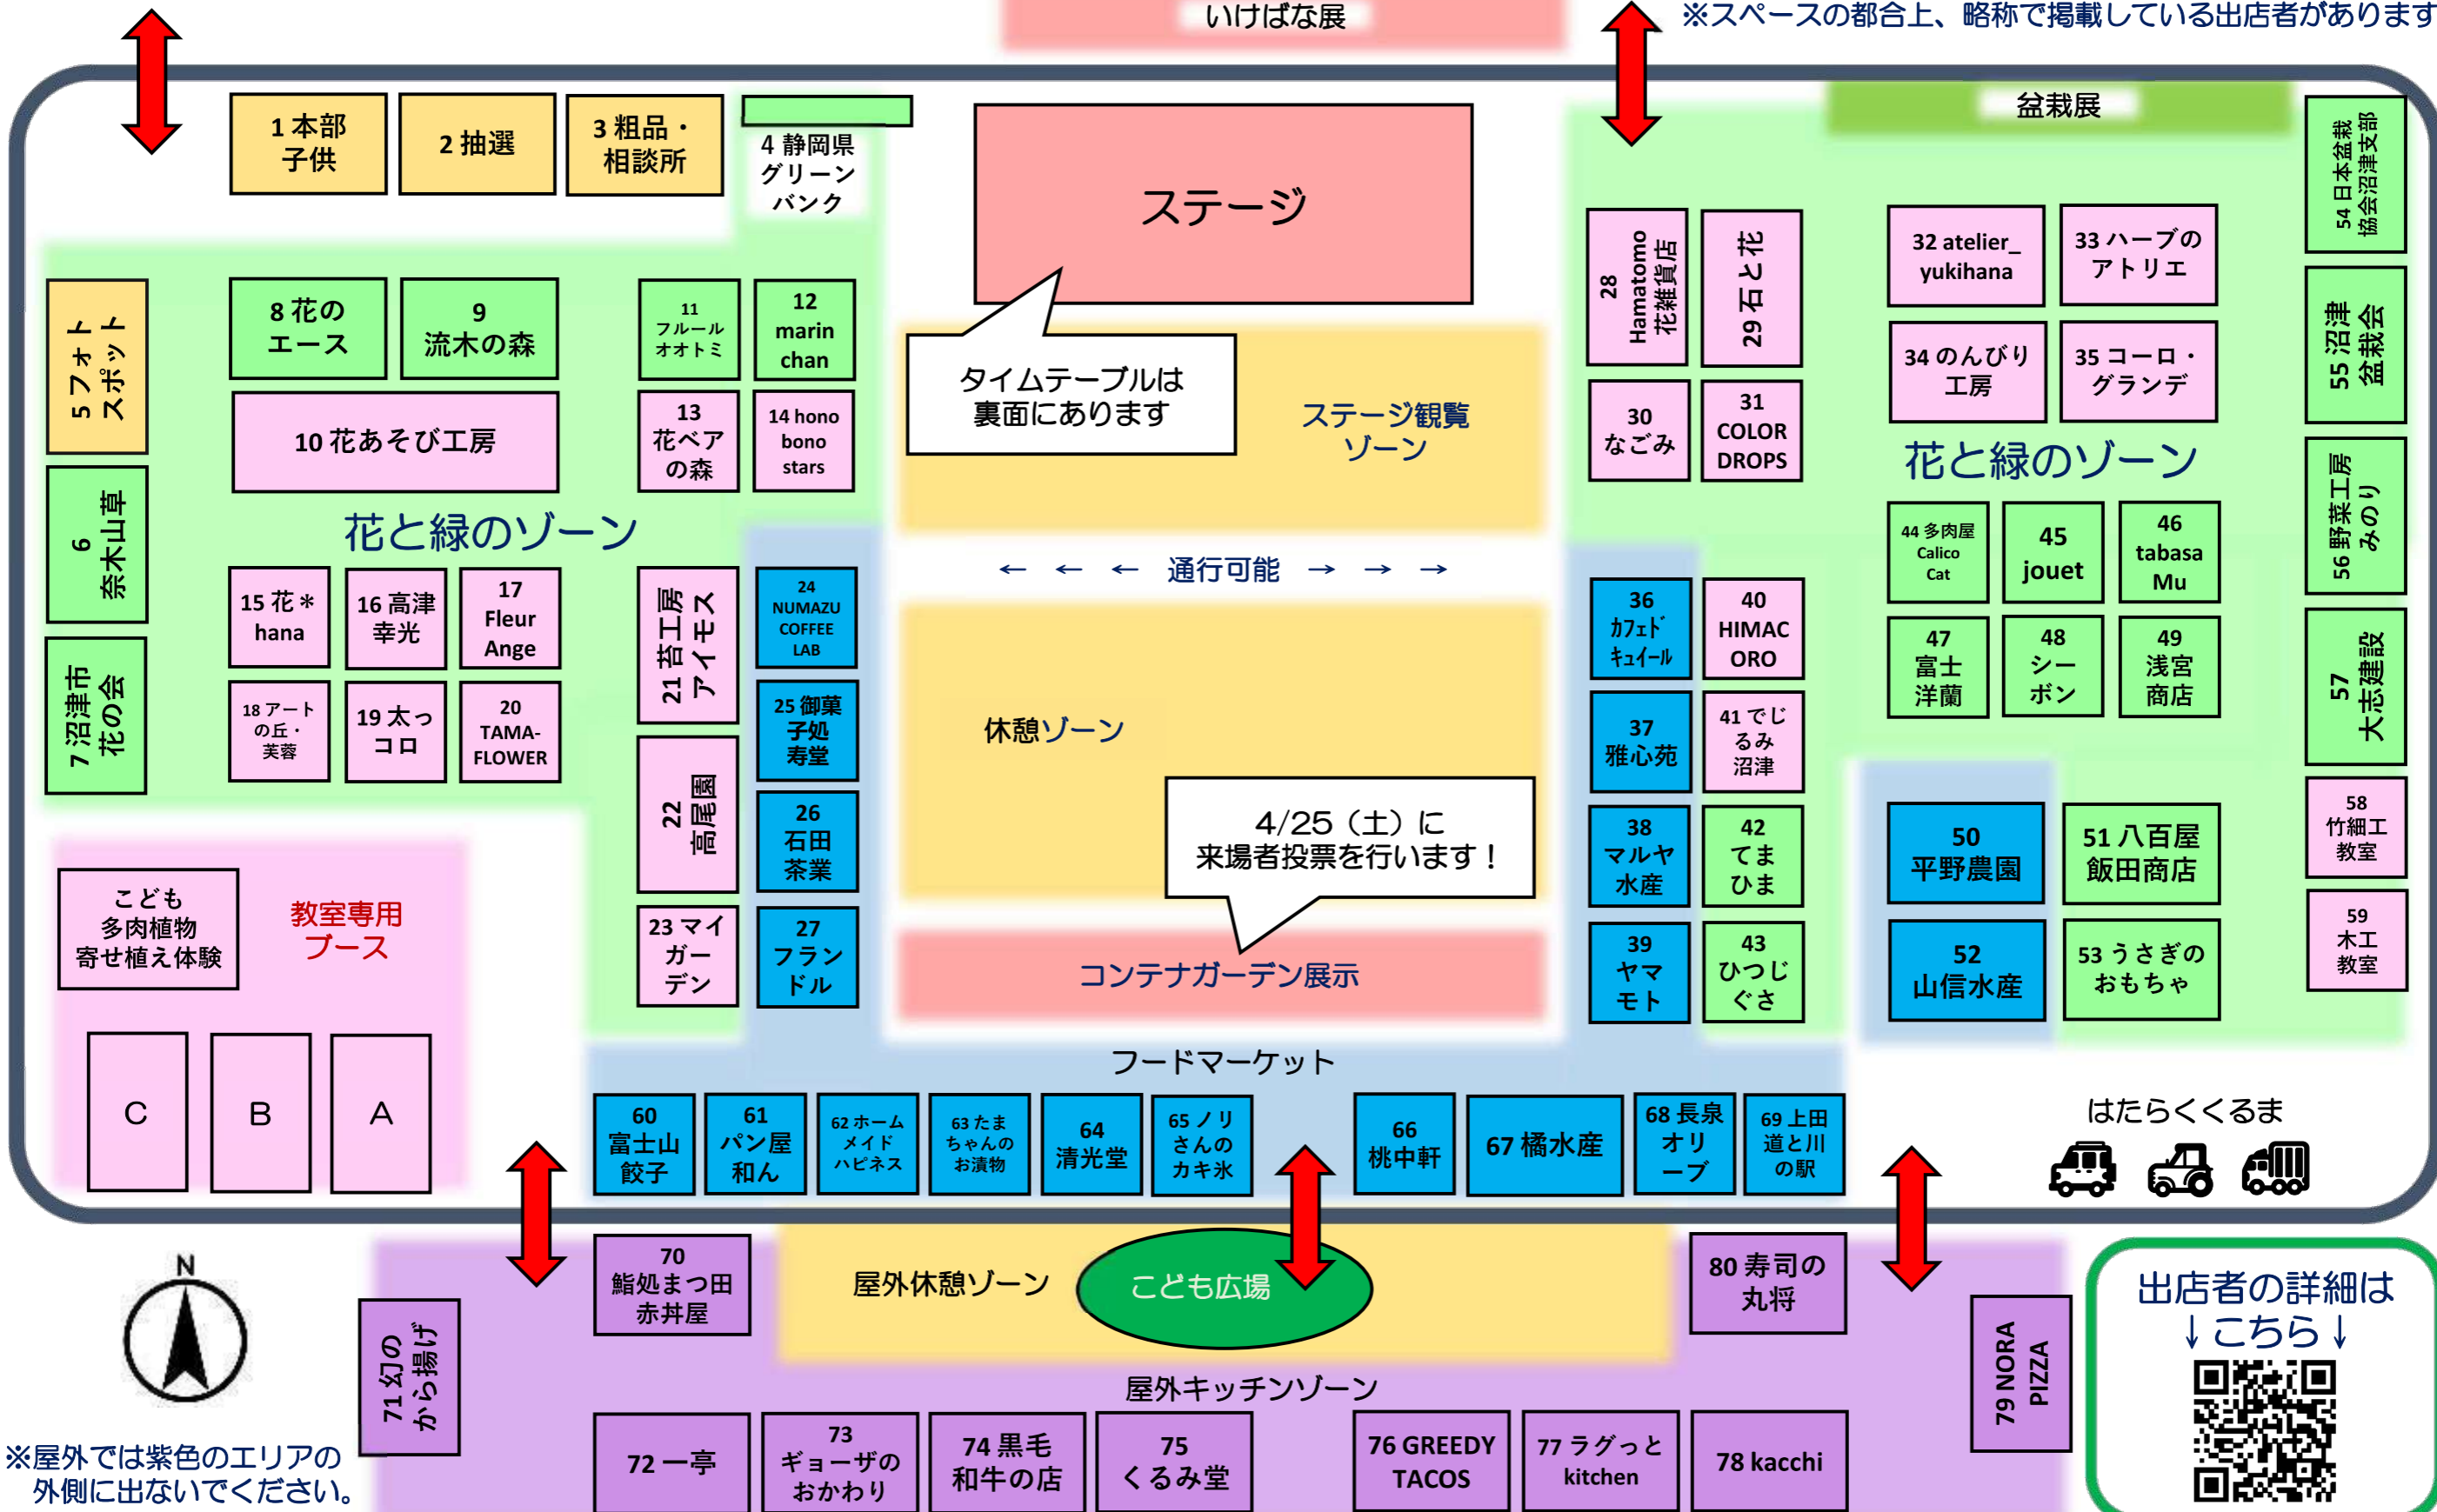 いけばな展
※スペースの都合上、略称で掲載している出店者があります
盆栽展
1 本部
子供
2 抽選
3 粗品・
相談所
4 静岡県
グリーン
バンク
ステージ
タイムテーブルは
裏面にあります
ステージ観覧
ゾーン
5 フォト
スポット
6
奈木山草
7 沼津市
花の会
8 花の
エース
9
流木の森
10 花あそび工房
11
フルール
オオトミ
12
marin
chan
13
花ベア
の森
14 hono
bono
stars
花と緑のゾーン
15 花＊
hana
16 高津
幸光
17
Fleur
Ange
18 アート
の丘・
芙蓉
19 太っ
コロ
20
TAMA-
FLOWER
21 苔工房
アイモス
22
高尾園
23 マイ
ガー
デン
24
NUMAZU
COFFEE
LAB
25 御菓
子処
寿堂
26
石田
茶業
27
フラン
ドル
← ← ← 通行可能 → → →
休憩ゾーン
4/25（土）に
来場者投票を行います！
コンテナガーデン展示
28
Hamatomo
花雑貨店
29 石と花
30
なごみ
31
COLOR
DROPS
32 atelier_
yukihana
33 ハーブの
アトリエ
34 のんびり
工房
35 コーロ・
グランデ
花と緑のゾーン
36
ｶﾌｪﾄﾞ
ｷｭｲｰﾙ
37
雅心苑
38
マルヤ
水産
39
ヤマ
モト
40
HIMAC
ORO
41 でじ
るみ
沼津
42
てま
ひま
43
ひつじ
ぐさ
44 多肉屋
Calico
Cat
45
jouet
46
tabasa
Mu
47
富士
洋蘭
48
シー
ボン
49
浅宮
商店
50
平野農園
51 八百屋
飯田商店
52
山信水産
53 うさぎの
おもちゃ
54 日本盆栽
協会沼津支部
55 沼津
盆栽会
56 野菜工房
みのり
57
大志建設
58
竹細工
教室
59
木工
教室
こども
多肉植物
寄せ植え体験
教室専用
ブース
C
B
A
フードマーケット
60
富士山
餃子
61
パン屋
和ん
62 ホーム
メイド
ハピネス
63 たま
ちゃんの
お漬物
64
清光堂
65 ノリ
さんの
カキ氷
66
桃中軒
67 橘水産
68 長泉
オリ
ーブ
69 上田
道と川
の駅
はたらくくるま
N
70
鮨処まつ田
赤丼屋
屋外休憩ゾーン
こども広場
80 寿司の
丸将
71 幻の
から揚げ
屋外キッチンゾーン
72 一亭
73
ギョーザの
おかわり
74 黒毛
和牛の店
75
くるみ堂
76 GREEDY
TACOS
77 ラグっと
kitchen
78 kacchi
79 NORA
PIZZA
出店者の詳細は
↓こちら↓
※屋外では紫色のエリアの
外側に出ないでください。